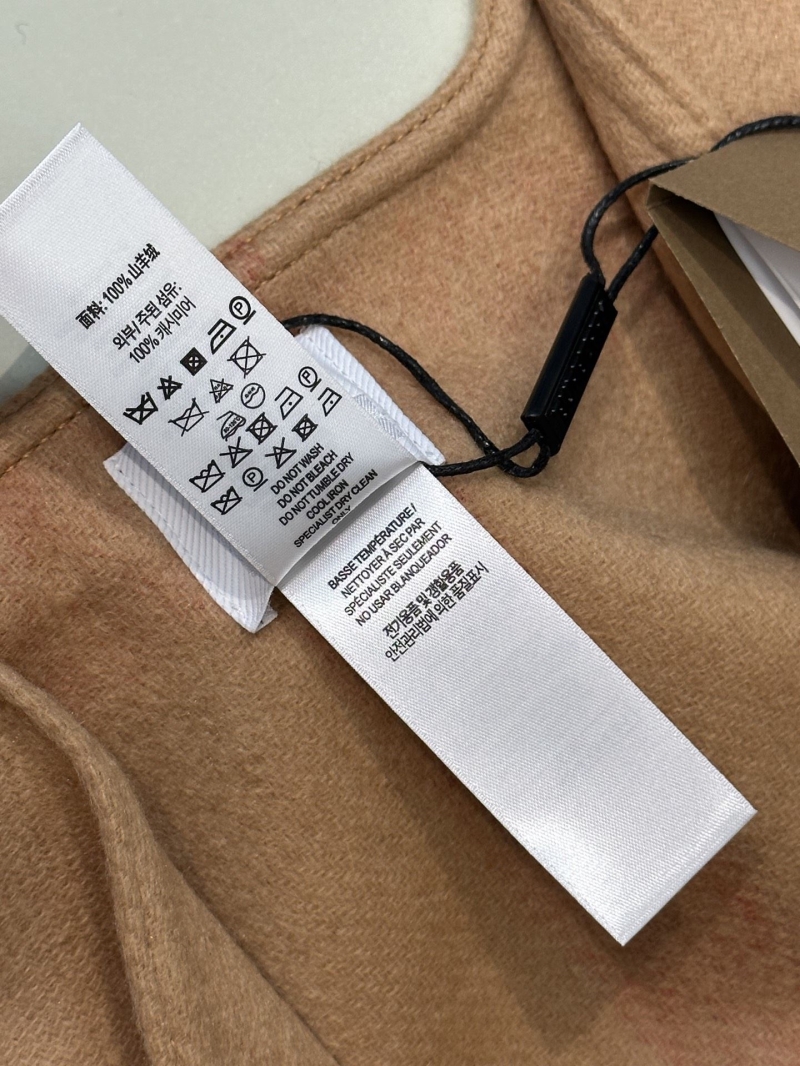 面料: 100% 山羊绒
외부/ 주된 섬유:
100% 캐시미어
DO NOT WASH
DO NOT BLEACH
DO NOT TUMBLE DRY
COOL IRON
SPECIALIST DRY CLEAN
ONLY
BASSE TEMPÉRATURE /
NETTOYER À SEC PAR
SPÉCIALISTE SEULEMENT
NO USAR BLANQUEADOR
전기용품 및 생활용품
안전관리법에 의한 품질표시